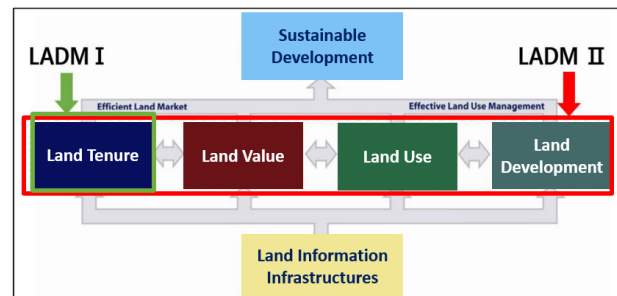 Sustainable
Development
LADM I
LADM II
Efficient Land Market
Effective Land Use Management
Land Tenure
Land Value
Land Use
Land
Development
Land Information
Infrastructures